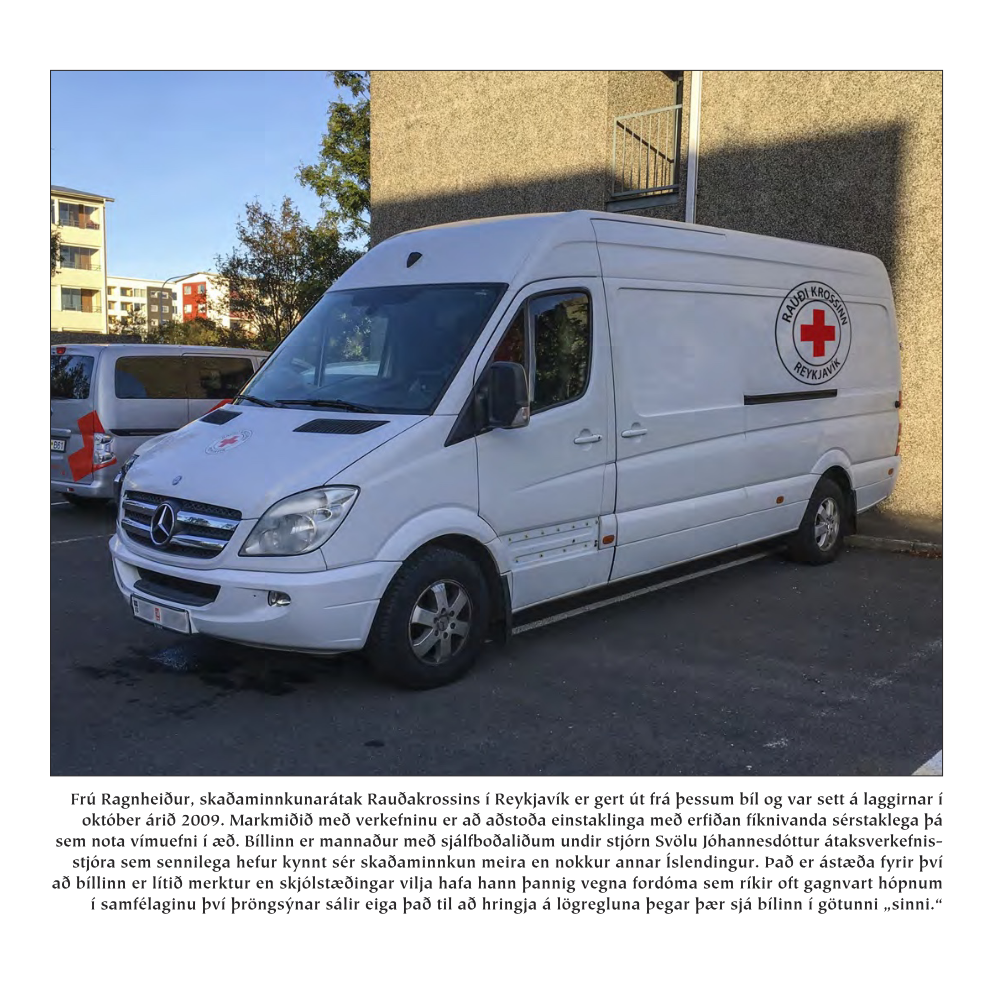 RAUÐI KROSSINN
REYKJAVÍK
Frú Ragnheiður, skaðaminnkunarátak Rauðakrossins í Reykjavík er gert út frá þessum bíl og var sett á laggirnar í
október árið 2009. Markmiðið með verkefninu er að aðstoða einstaklinga með erfiðan fíknivanda sérstaklega þá
sem nota vímuefni í æð. Bíllinn er mannaður með sjálfboðaliðum undir stjórn Svölu Jóhannesdóttur átaksverkefnis-
stjóra sem sennilega hefur kynnt sér skaðaminnkun meira en nokkur annar Íslendingur. Það er ástæða fyrir því
að bíllinn er lítið merktur en skjólstæðingar vilja hafa hann þannig vegna fordóma sem ríkir oft gagnvart hópnum
í samfélaginu því þröngsýnar sálir eiga það til að hringja á lögregluna þegar þær sjá bílinn í götunni „sinni.“